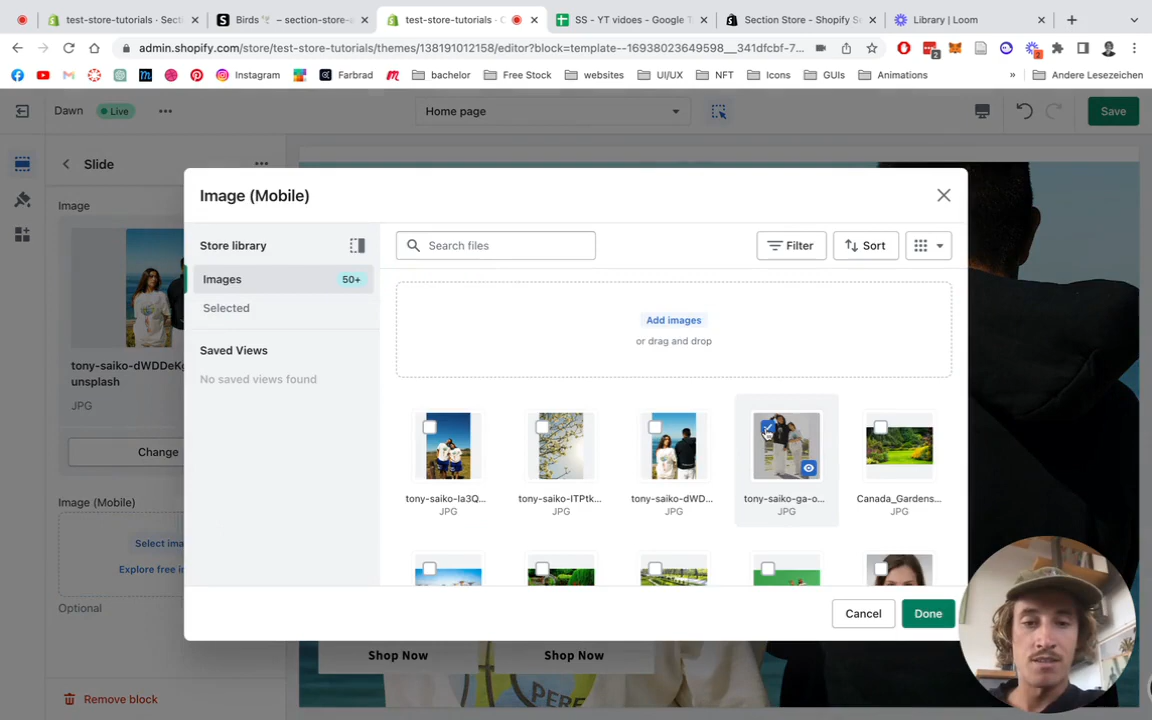 test-store-tutorials · Secti
Birds – section-store-
test-store-tutorials · C
SS - YT vidoes - Google T
Section Store - Shopify Se
Library | Loom
admin.shopify.com/store/test-store-tutorials/themes/138191012158/editor?block=template--16938023649598__341dfcbf-7...
Instagram
Farbrad
bachelor
Free Stock
websites
UI/UX
NFT
Icons
GUIs
Animations
»
Andere Lesezeichen
Dawn
Live
Home page
Save
Slide
Image
tony-saiko-dWDDeKg
unsplash
JPG
Change
Image (Mobile)
Select ima
Explore free i
Optional
Remove block
Image (Mobile)
Store library
Images
50+
Selected
Saved Views
No saved views found
Search files
Filter
Sort
Add images
or drag and drop
tony-saiko-Ia3Q...
JPG
tony-saiko-ITPtk...
JPG
tony-saiko-dWD...
JPG
tony-saiko-ga-o...
JPG
Canada_Gardens...
JPG
Cancel
Done
Shop Now
Shop Now
PERF